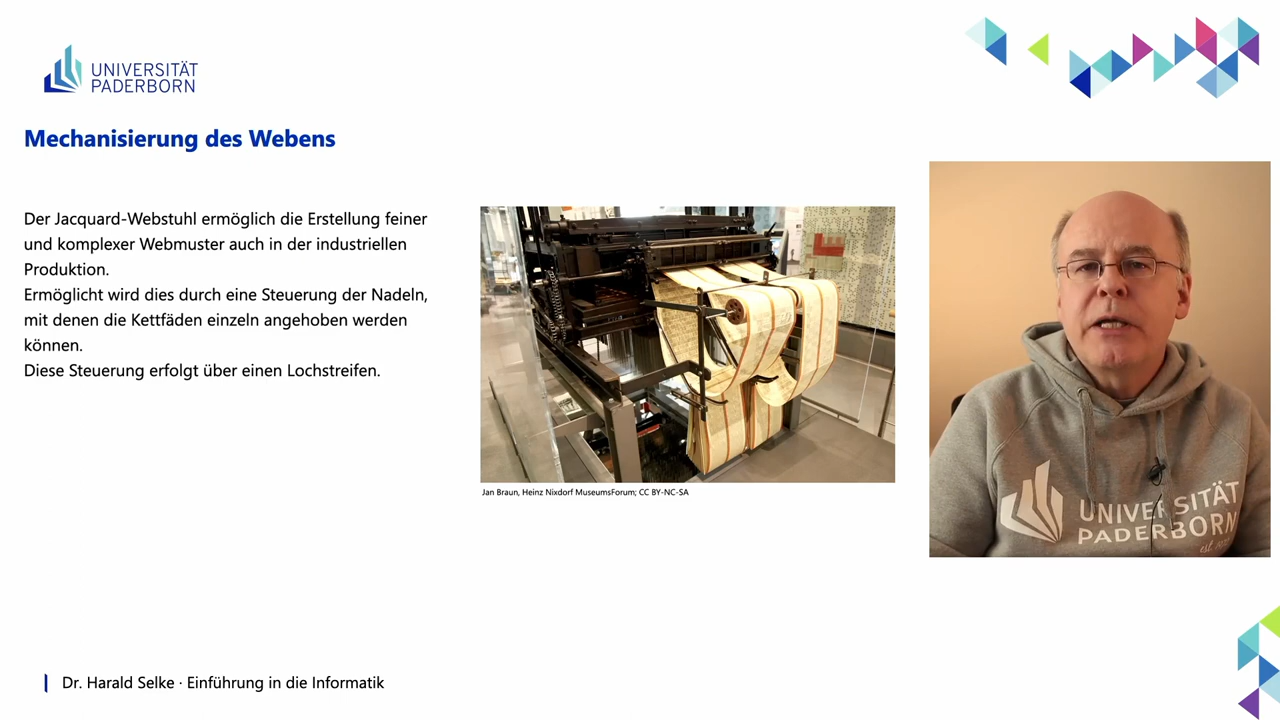 UNIVERSITÄT
PADERBORN
Mechanisierung des Webens
Der Jacquard-Webstuhl ermöglich die Erstellung feiner
und komplexer Webmuster auch in der industriellen
Produktion.
Ermöglicht wird dies durch eine Steuerung der Nadeln,
mit denen die Kettfäden einzeln angehoben werden
können.
Diese Steuerung erfolgt über einen Lochstreifen.
Jan Braun, Heinz Nixdorf MuseumsForum; CC BY-NC-SA
UNIVERSITÄT
PADERBORN
est.
Dr. Harald Selke · Einführung in die Informatik